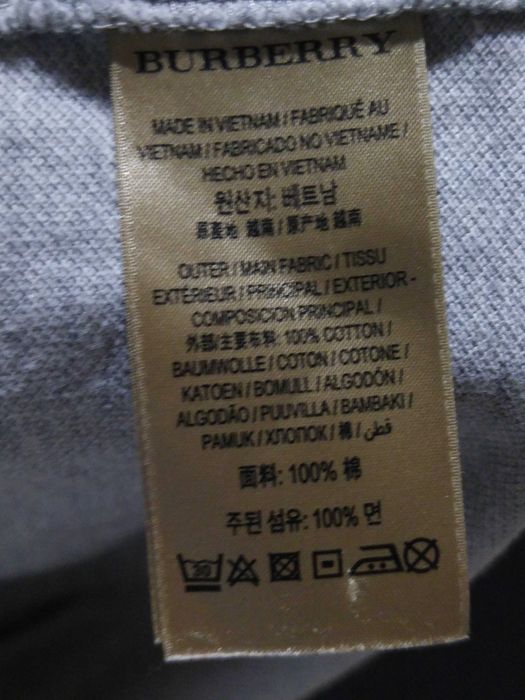 BURBERRY
MADE IN VIETNAM / FABRIQUÉ AU
VIETNAM / FABRICADO NO VIETNAME /
HECHO EN VIETNAM
원산지: 베트남
原產地 越南 / 原产地 越南
OUTER / MAIN FABRIC / TISSU
EXTÉRIEUR / PRINCIPAL / EXTERIOR -
COMPOSICIÓN PRINCIPAL /
外部/主要布料: 100% COTTON /
BAUMWOLLE / COTON / COTONE /
KATOEN / BOMULL / ALGODÓN /
ALGODÃO / PUUVILLA / BAMBAKI /
PAMUK / ХЛОПОК / 棉 / قطن
面料: 100% 棉
주된 섬유: 100% 면
30